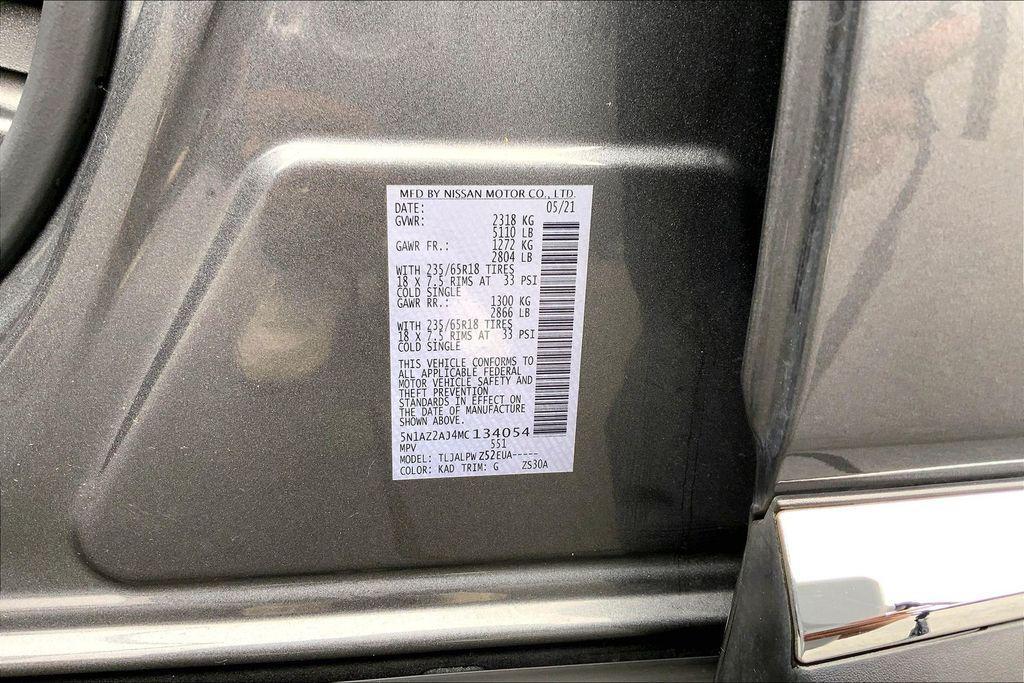 MFD BY NISSAN MOTOR CO., LTD.
DATE: 05/21
GVWR: 2318 KG
5110 LB
GAWR FR.: 1272 KG
2804 LB
WITH 235/65R18 TIRES
18 X 7.5 RIMS AT 33 PSI
COLD SINGLE
GAWR RR.: 1300 KG
2866 LB
WITH 235/65R18 TIRES
18 X 7.5 RIMS AT 33 PSI
COLD SINGLE
THIS VEHICLE CONFORMS TO
ALL APPLICABLE FEDERAL
MOTOR VEHICLE SAFETY AND
THEFT PREVENTION
STANDARDS IN EFFECT ON
THE DATE OF MANUFACTURE
SHOWN ABOVE.
5N1AZ2AJ4MC134054
MPV 551
MODEL: TLJALPW Z52EUA-----
COLOR: KAD TRIM: G ZS30A